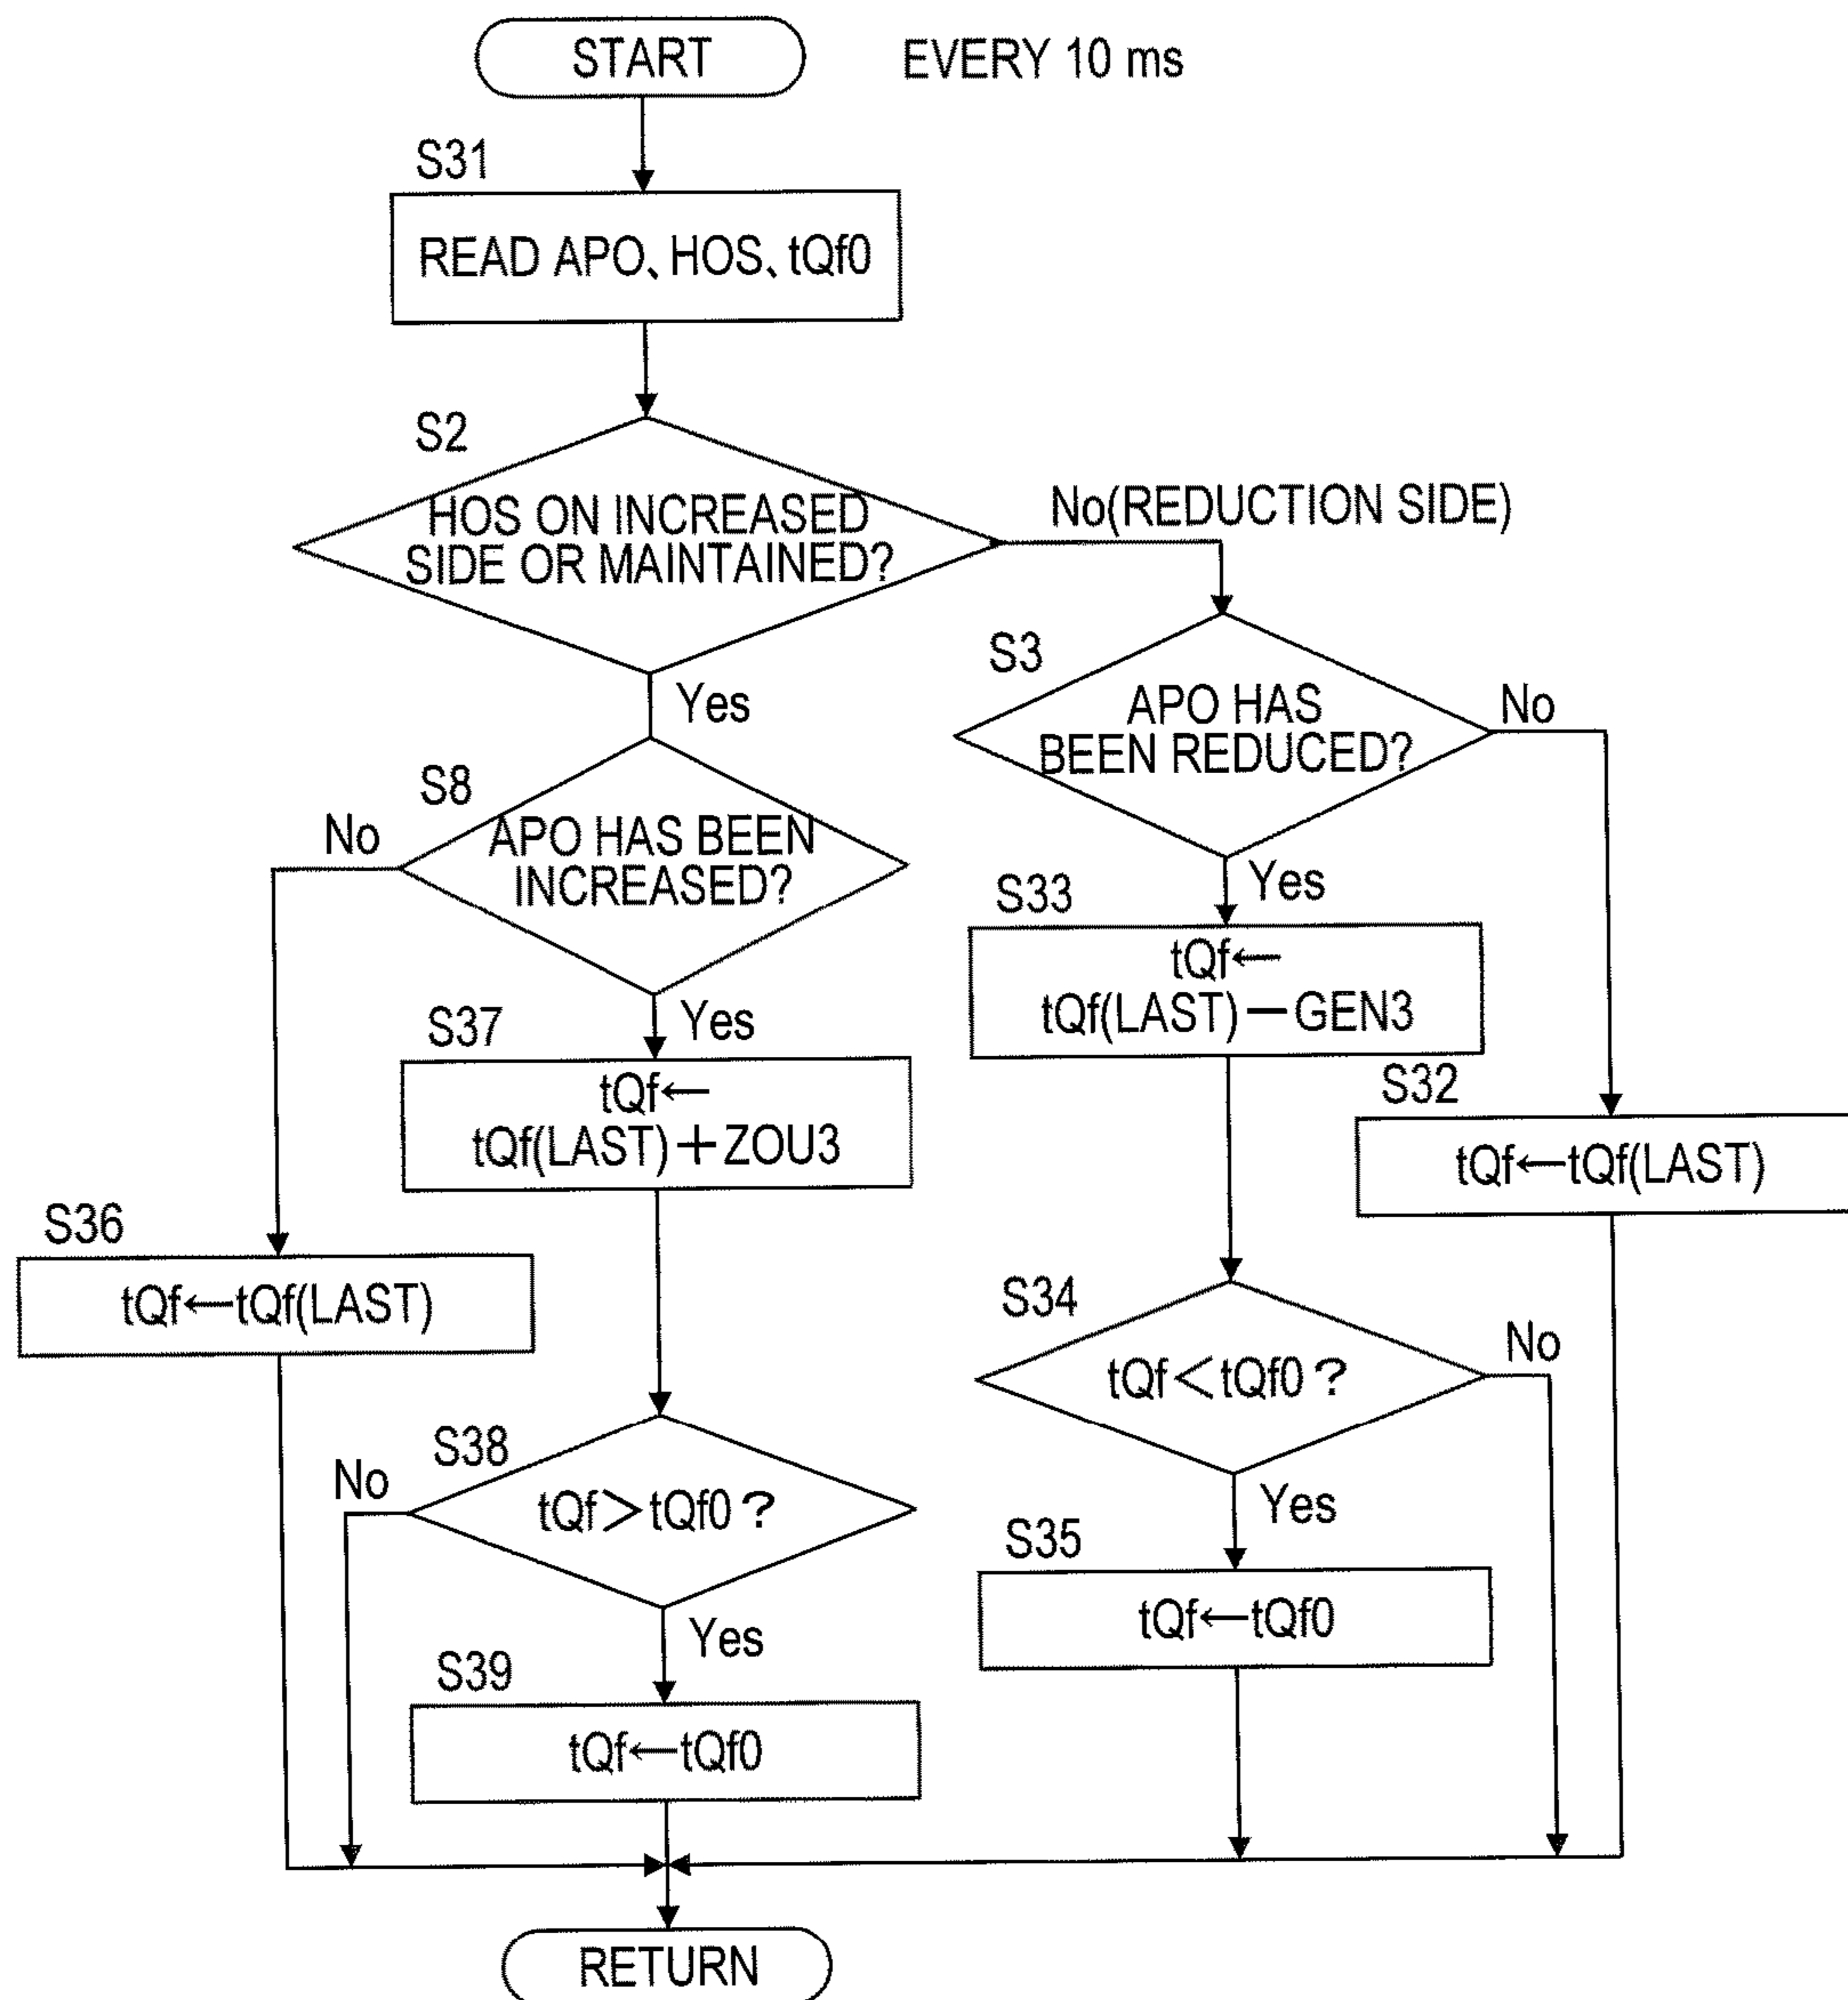 START
EVERY 10 ms
S31
READ APO、HOS、tQf0
S2
HOS ON INCREASED
SIDE OR MAINTAINED?
No(REDUCTION SIDE)
Yes
S3
APO HAS
BEEN REDUCED?
No
Yes
S8
APO HAS BEEN
INCREASED?
No
Yes
S33
tQf←
tQf(LAST)－GEN3
S37
tQf←
tQf(LAST)＋ZOU3
S32
tQf←tQf(LAST)
S36
tQf←tQf(LAST)
S34
tQf＜tQf0？
No
Yes
S38
tQf＞tQf0？
No
Yes
S35
tQf←tQf0
S39
tQf←tQf0
RETURN